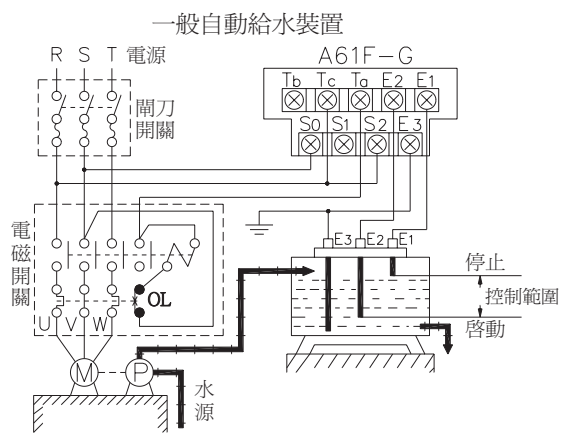 一般自動給水裝置
R S T 電源
A61F-G
Tb Tc Ta E2 E1
閘刀
開關
S0 S1 S2 E3
電磁開關
E3 E2 E1
停止
控制範圍
啓動
OL
U V W
M P
水源